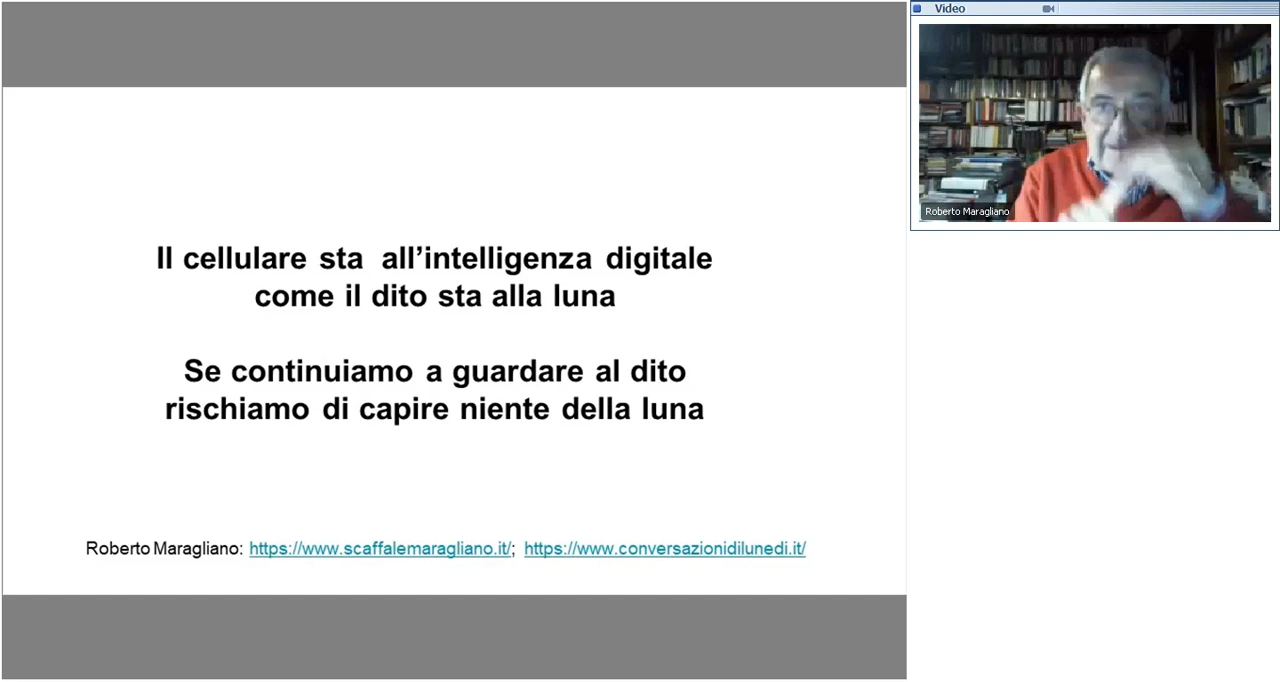 Video
Il cellulare sta all’intelligenza digitale
come il dito sta alla luna
Se continuiamo a guardare al dito
rischiamo di capire niente della luna
Roberto Maragliano: https://www.scaffalemaragliano.it/; https://www.conversazionidilunedi.it/
Roberto Maragliano